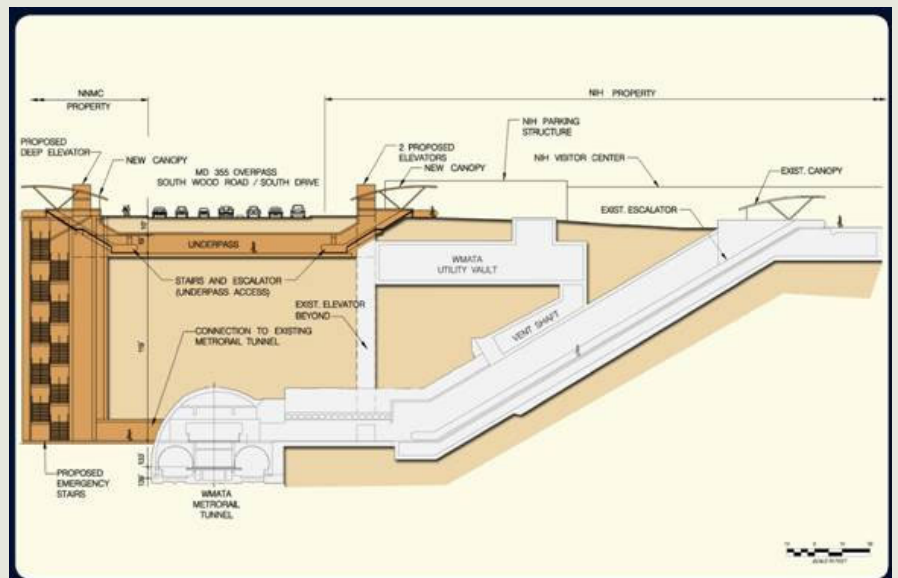 NNMC
PROPERTY
NIH PROPERTY
PROPOSED
DEEP ELEVATOR
NEW CANOPY
MD 355 OVERPASS
SOUTH WOOD ROAD / SOUTH DRIVE
2 PROPOSED
ELEVATORS
NEW CANOPY
NIH PARKING
STRUCTURE
NIH VISITOR CENTER
EXIST. CANOPY
EXIST. ESCALATOR
UNDERPASS
WMATA
UTILITY VAULT
STAIRS AND ESCALATOR
(UNDERPASS ACCESS)
EXIST. ELEVATOR
BEYOND
VENT SHAFT
CONNECTION TO EXISTING
METRORAIL TUNNEL
PROPOSED
EMERGENCY
STAIRS
WMATA
METRORAIL
TUNNEL
SCALE IN FEET